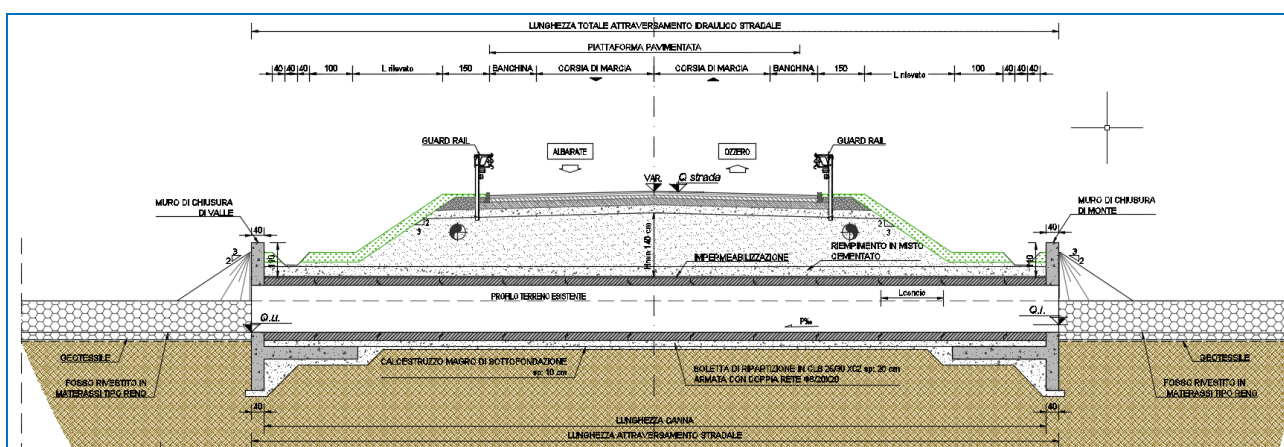 LUNGHEZZA TOTALE ATTRAVERSAMENTO IDRAULICO STRADALE
PIATTAFORMA PAVIMENTATA
40 40 40 100 L rilevato 150 BANCHINA CORSIA DI MARCIA CORSIA DI MARCIA BANCHINA 150 L rilevato 100 40 40 40
GUARD RAIL
GUARD RAIL
ALBAIRATE
OZZERO
VAR.
Q strada
MURO DI CHIUSURA
DI VALLE
MURO DI CHIUSURA
DI MONTE
40
40
3
2
3
2
Hmin 140 cm
110
110
3
2
3
2
IMPERMEABILIZZAZIONE
RIEMPIMENTO IN MISTO
CEMENTATO
PROFILO TERRENO ESISTENTE
Lconcio
Q.u.
Q.i.
P‰
GEOTESSILE
GEOTESSILE
CALCESTRUZZO MAGRO DI SOTTOFONDAZIONE
sp: 10 cm
SOLETTA DI RIPARTIZIONE IN CLS 25/30 XC2 sp: 20 cm
ARMATA CON DOPPIA RETE Φ8/20X20
FOSSO RIVESTITO IN
MATERASSI TIPO RENO
FOSSO RIVESTITO IN
MATERASSI TIPO RENO
40
40
LUNGHEZZA CANNA
LUNGHEZZA ATTRAVERSAMENTO STRADALE